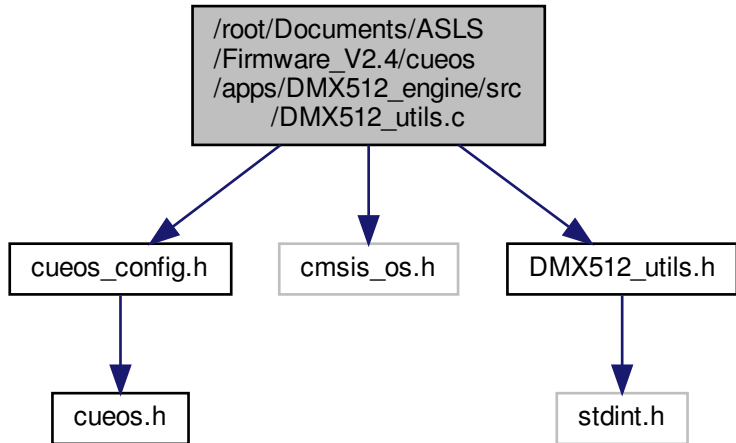 /root/Documents/ASLS
/Firmware_V2.4/cueos
/apps/DMX512_engine/src
/DMX512_utils.c
cueos_config.h
cmsis_os.h
DMX512_utils.h
cueos.h
stdint.h